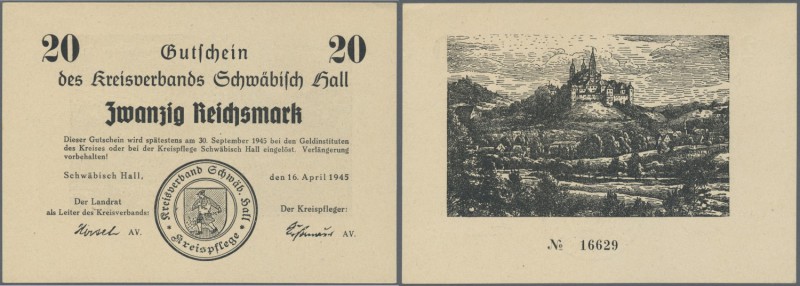 20 Gutschein 20
des Kreisverbands Schwäbisch Hall
Zwanzig Reichsmark
Dieser Gutschein wird spätestens am 30. September 1945 bei den Geldinstituten
des Kreises oder bei der Kreispflege Schwäbisch Hall eingelöst. Verlängerung
vorbehalten!
Schwäbisch Hall, den 16. April 1945
Kreisverband Schwäb. Hall
Kreispflege
Der Landrat
als Leiter des Kreisverbands:
Der Kreispfleger:
AV.
AV.
№ 16629